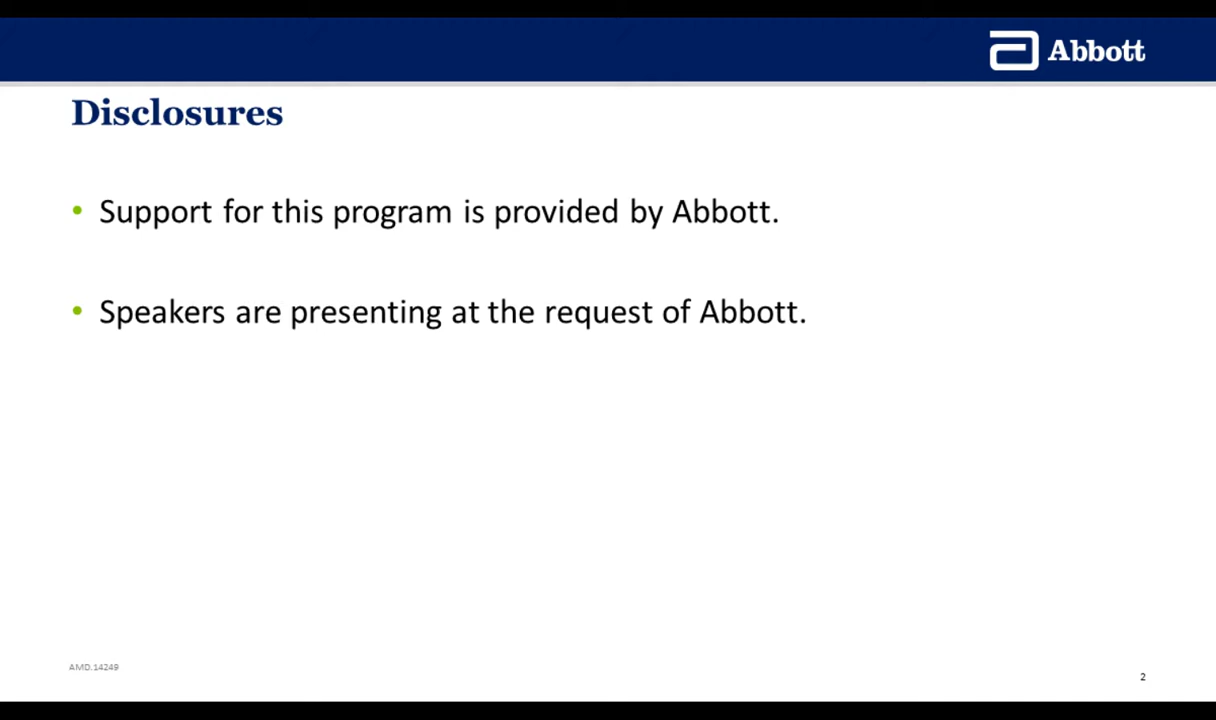 Abbott
Disclosures
• Support for this program is provided by Abbott.
• Speakers are presenting at the request of Abbott.
AMD.14249
2